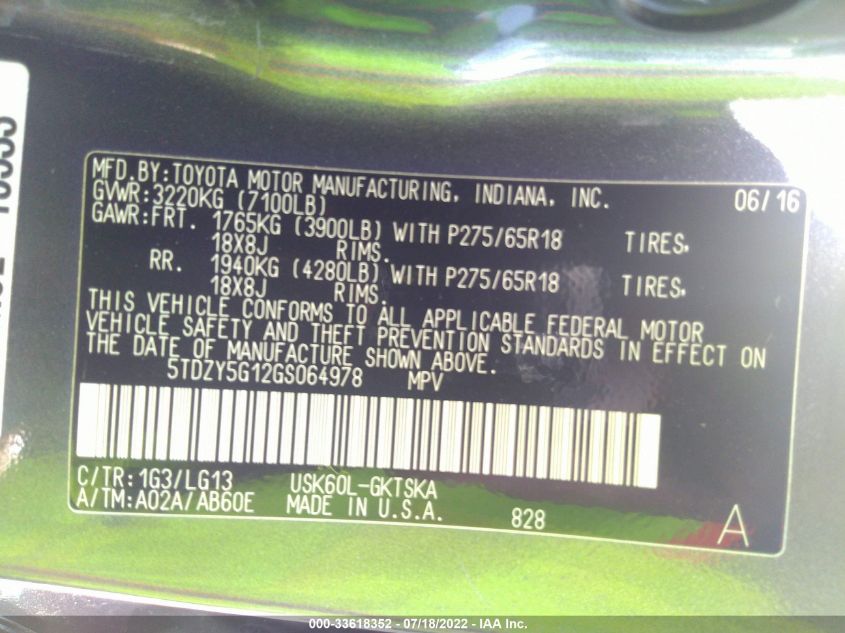 MFD.BY:TOYOTA MOTOR MANUFACTURING, INDIANA, INC. 06/16
GVWR:3220KG (7100LB)
GAWR:FRT. 1765KG (3900LB) WITH P275/65R18 TIRES,
18X8J RIMS.
RR. 1940KG (4280LB) WITH P275/65R18 TIRES,
18X8J RIMS.
THIS VEHICLE CONFORMS TO ALL APPLICABLE FEDERAL MOTOR
VEHICLE SAFETY AND THEFT PREVENTION STANDARDS IN EFFECT ON
THE DATE OF MANUFACTURE SHOWN ABOVE.
5TDZY5G12GS064978 MPV
C/TR:1G3/LG13 USK60L-GKTSKA
A/TM:A02A/AB60E MADE IN U.S.A. 828 A
000-33618352 - 07/18/2022 - IAA Inc.